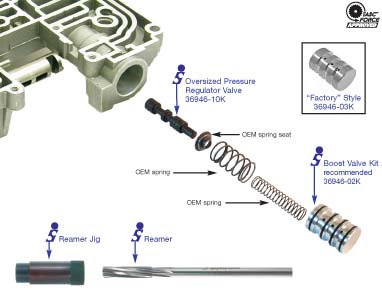 TASC
FORCE
APPROVED
Oversized Pressure
Regulator Valve
36946-10K
"Factory" Style
36946-03K
OEM spring seat
OEM spring
Boost Valve Kit
recommended
36946-02K
OEM spring
Reamer Jig
Reamer